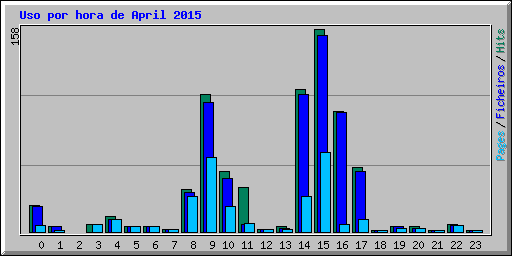 Uso por hora de April 2015
158
Pages / Ficheiros / Hits
0 1 2 3 4 5 6 7 8 9 10 11 12 13 14 15 16 17 18 19 20 21 22 23